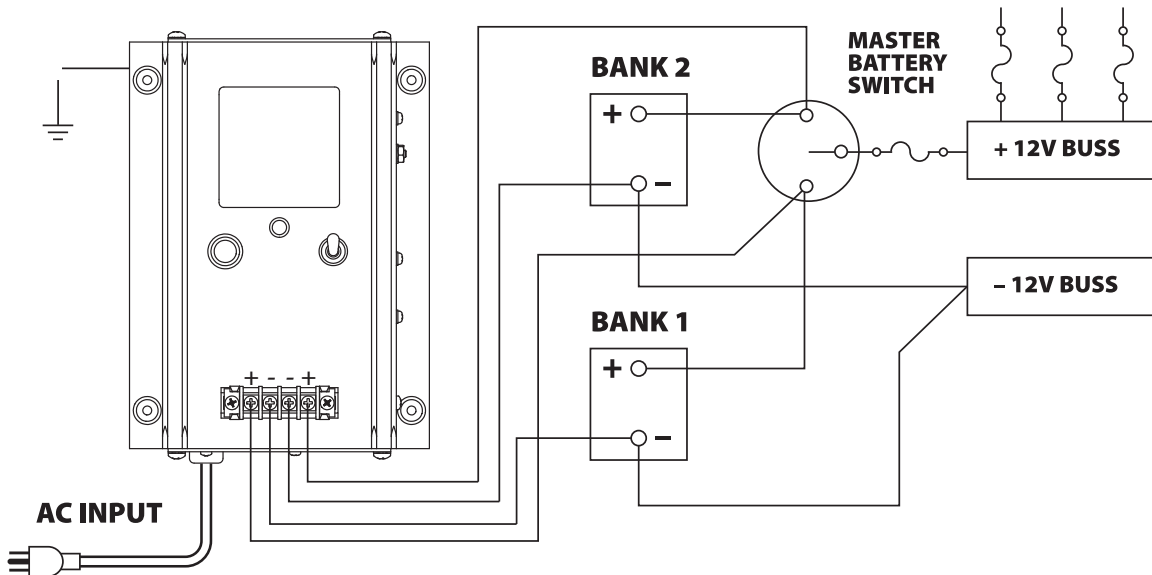 BANK 2
MASTER
BATTERY
SWITCH
+
–
+ 12V BUSS
– 12V BUSS
BANK 1
+
–
+ - - +
AC INPUT